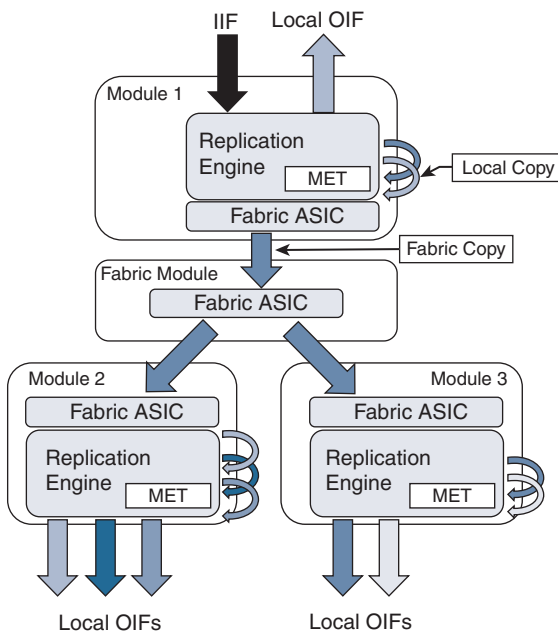 IIF
Local OIF
Module 1
Replication
Engine
MET
Local Copy
Fabric ASIC
Fabric Copy
Fabric Module
Fabric ASIC
Module 2
Fabric ASIC
Replication
Engine
MET
Local OIFs
Module 3
Fabric ASIC
Replication
Engine
MET
Local OIFs